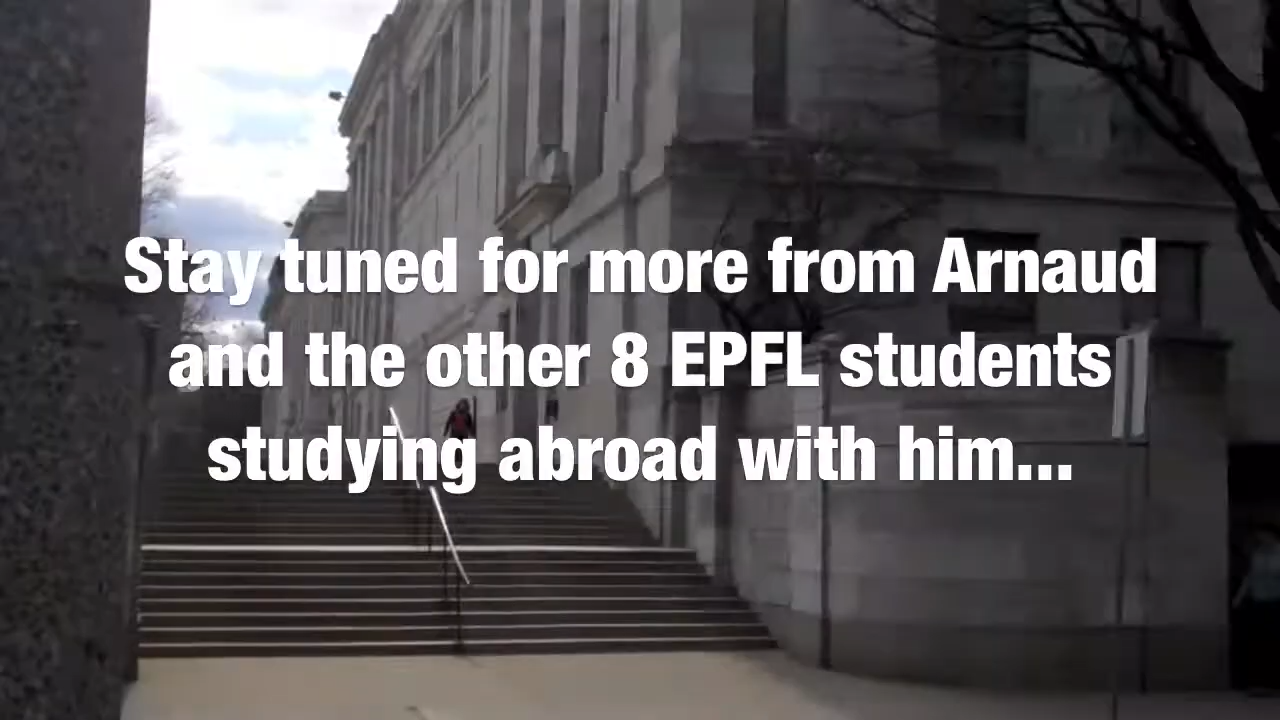 Stay tuned for more from Arnaud
and the other 8 EPFL students
studying abroad with him...